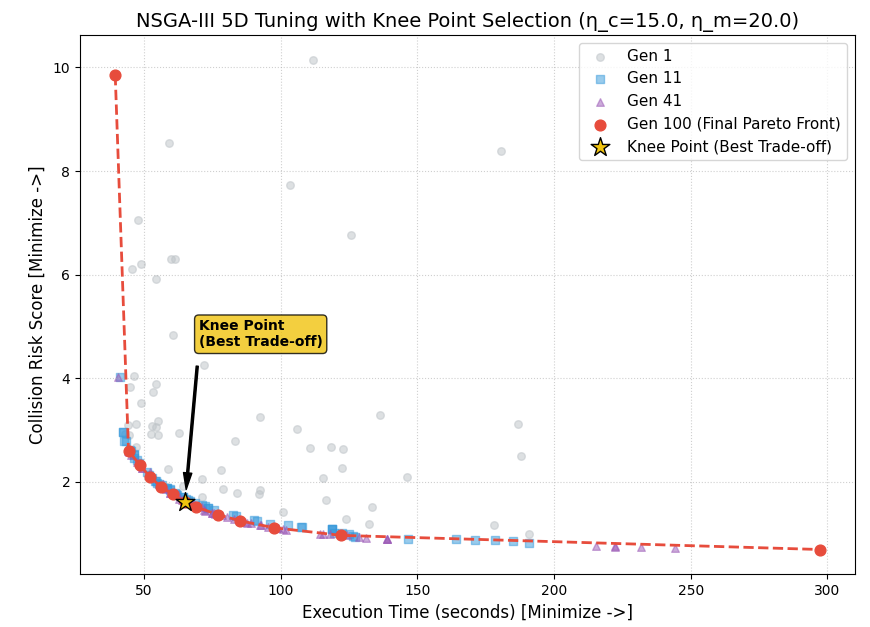 NSGA-III 5D Tuning with Knee Point Selection (η_c=15.0, η_m=20.0)
Collision Risk Score [Minimize ->]
10
8
6
4
2
Gen 1
Gen 11
Gen 41
Gen 100 (Final Pareto Front)
Knee Point (Best Trade-off)
Knee Point
(Best Trade-off)
50
100
150
200
250
300
Execution Time (seconds) [Minimize ->]